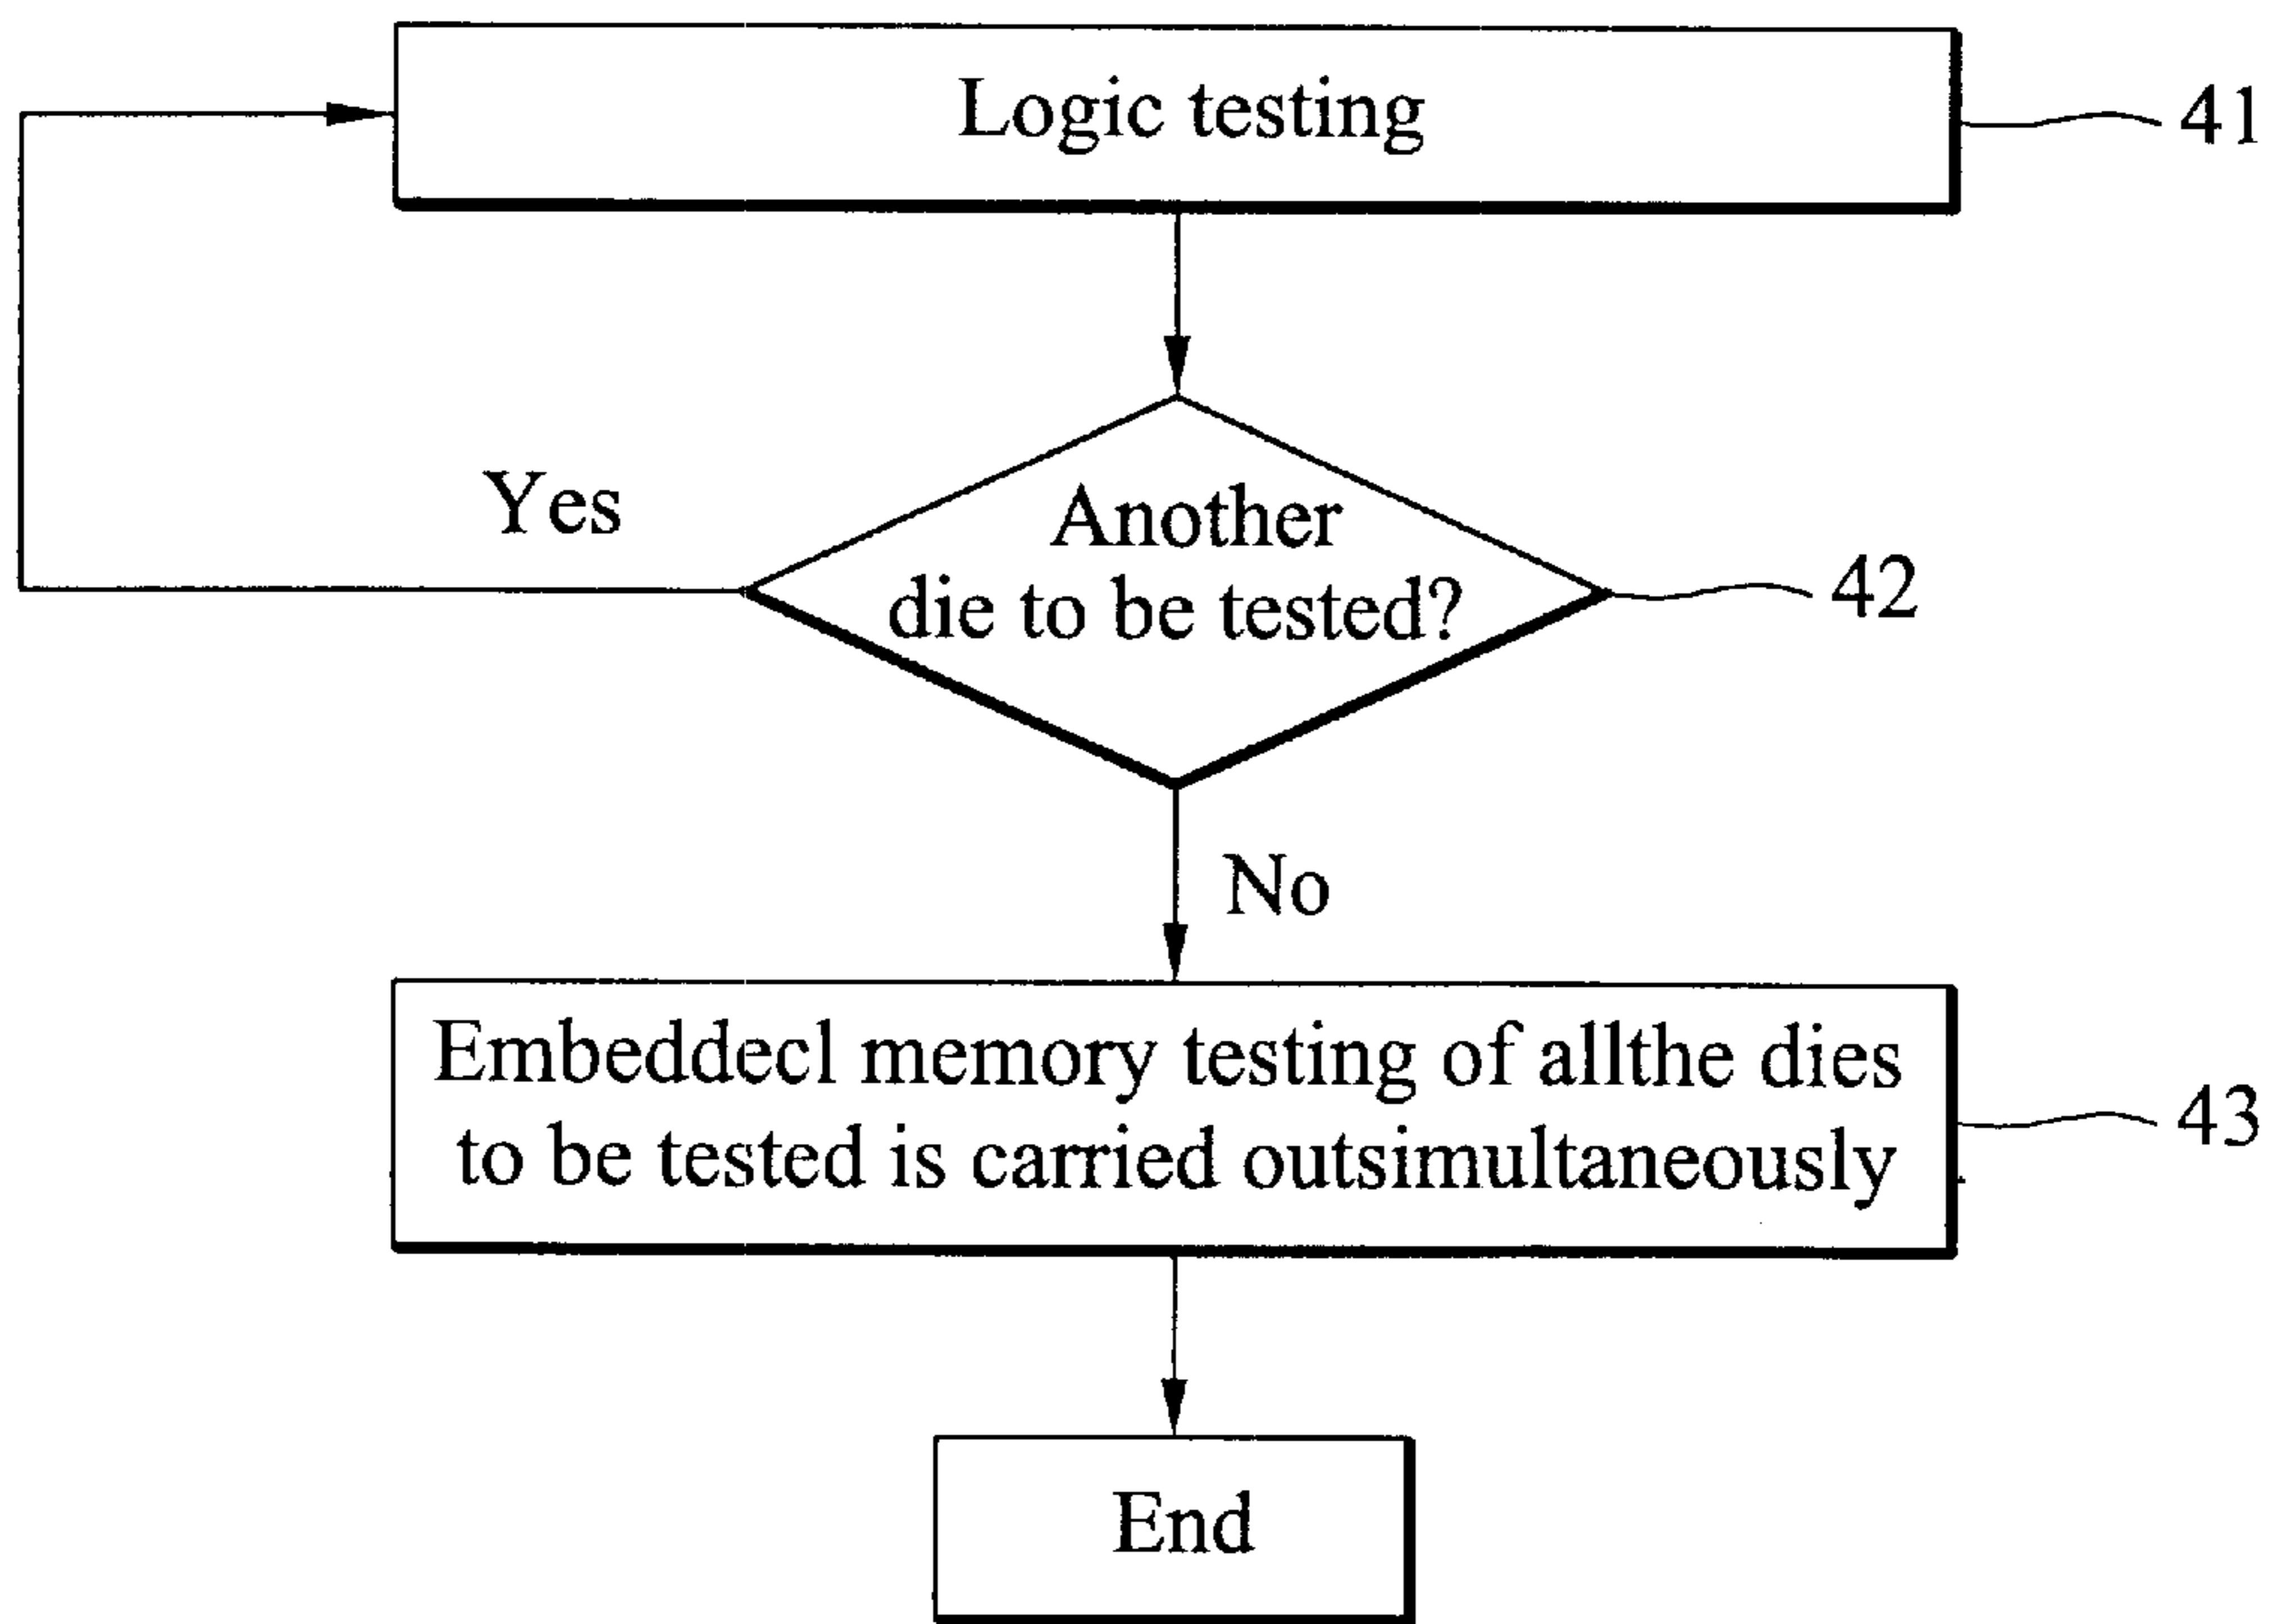 Logic testing
41
Yes
Another
die to be tested?
42
No
Embeddecl memory testing of allthe dies
to be tested is carried outsimultaneously
43
End